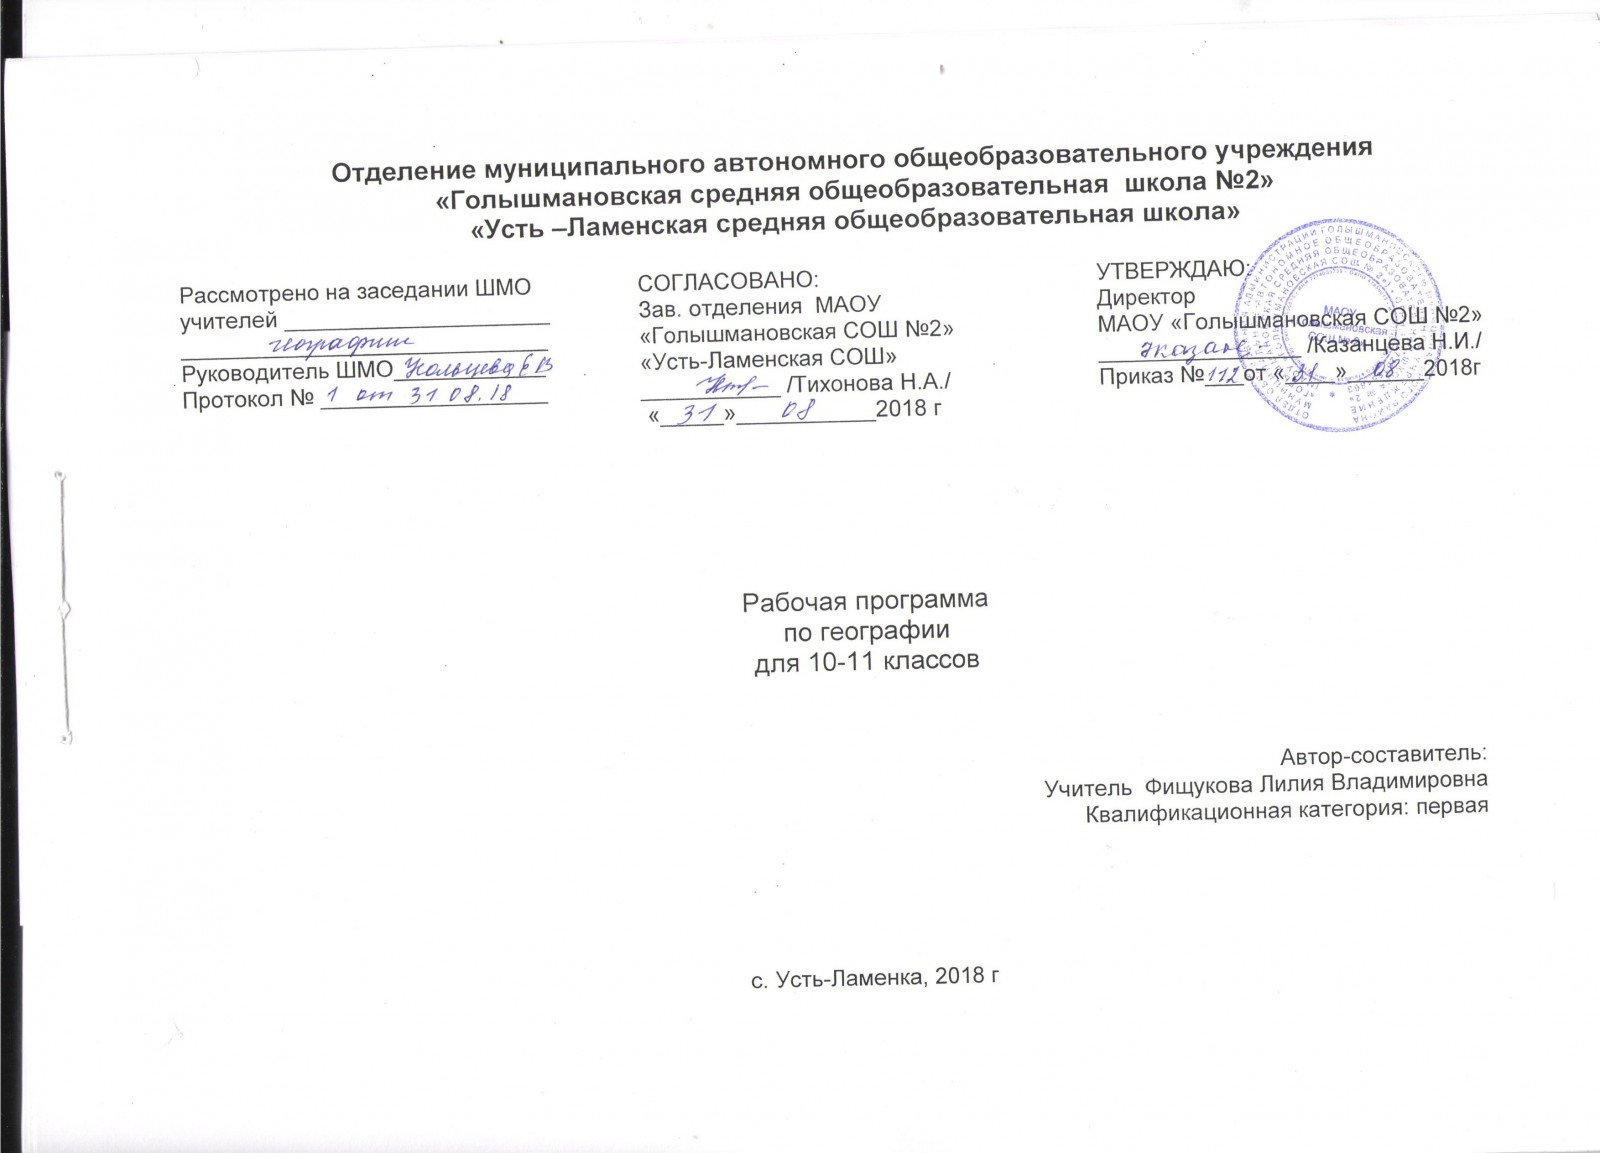 Отделение муниципального автономного общеобразовательного учреждения
«Голышмановская средняя общеобразовательная школа №2»
«Усть –Ламенская средняя общеобразовательная школа»
Рассмотрено на заседании ШМО
учителей
географии
Руководитель ШМО
Протокол № 1 от 31 08.18
СОГЛАСОВАНО:
Зав. отделения МАОУ
«Голышмановская СОШ №2»
«Усть-Ламенская СОШ»
/Тихонова Н.А./
«31» 08 2018 г
УТВЕРЖДАЮ:
Директор
МАОУ «Голышмановская СОШ №2»
/Казанцева Н.И./
Приказ №112 от «31» 08 2018г
Рабочая программа
по географии
для 10-11 классов
Автор-составитель:
Учитель Фищукова Лилия Владимировна
Квалификационная категория: первая
с. Усть-Ламенка, 2018 г